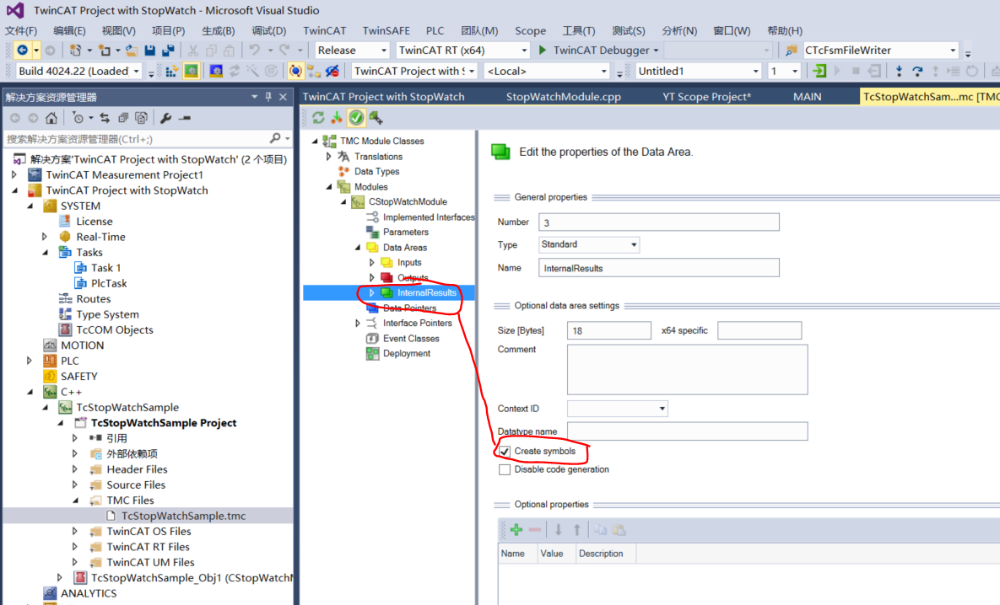 TwinCAT Project with StopWatch - Microsoft Visual Studio
文件(F) 编辑(E) 视图(V) 项目(P) 生成(B) 调试(D) TwinCAT TwinSAFE PLC 团队(M) Scope 工具(T) 测试(S) 分析(N) 窗口(W) 帮助(H)
Release TwinCAT RT (x64) TwinCAT Debugger CTcFsmFileWriter
Build 4024.22 (Loaded TwinCAT Project with S <Local> Untitled1 1
解决方案资源管理器
搜索解决方案资源管理器(Ctrl+;)
解决方案'TwinCAT Project with StopWatch' (2 个项目)
TwinCAT Measurement Project1
TwinCAT Project with StopWatch
SYSTEM
License
Real-Time
Tasks
Task 1
PlcTask
Routes
Type System
TcCOM Objects
MOTION
PLC
SAFETY
C++
TcStopWatchSample
TcStopWatchSample Project
引用
外部依赖项
Header Files
Source Files
TMC Files
TcStopWatchSample.tmc
TwinCAT OS Files
TwinCAT RT Files
TwinCAT UM Files
TcStopWatchSample_Obj1 (CStopWatchM
ANALYTICS
TwinCAT Project with StopWatch StopWatchModule.cpp YT Scope Project* MAIN TcStopWatchSam...mc [TMC
TMC Module Classes
Translations
Data Types
Modules
CStopWatchModule
Implemented Interfaces
Parameters
Data Areas
Inputs
Outputs
InternalResults
Data Pointers
Interface Pointers
Event Classes
Deployment
Edit the properties of the Data Area.
General properties
Number 3
Type Standard
Name InternalResults
Optional data area settings
Size [Bytes] 18 x64 specific
Comment
Context ID
Datatype name
Create symbols
Disable code generation
Optional properties
Name Value Description